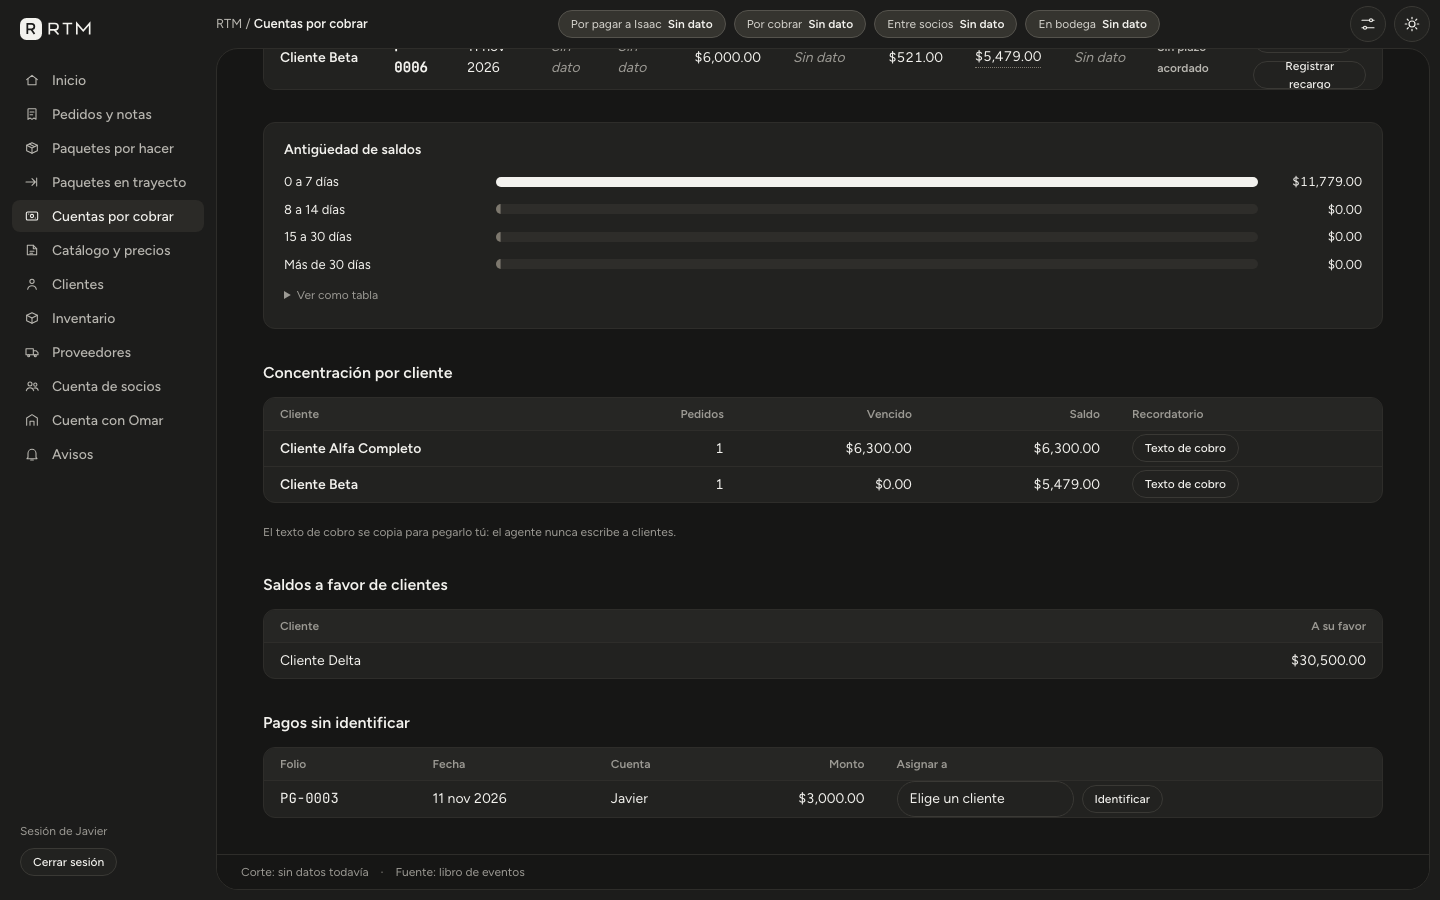 RTM
RTM / Cuentas por cobrar
Por pagar a Isaac Sin dato
Por cobrar Sin dato
Entre socios Sin dato
En bodega Sin dato
Inicio
Pedidos y notas
Paquetes por hacer
Paquetes en trayecto
Cuentas por cobrar
Catálogo y precios
Clientes
Inventario
Proveedores
Cuenta de socios
Cuenta con Omar
Avisos
Sesión de Javier
Cerrar sesión
Cliente Beta
0006
11 nov
2026
Sin
dato
Sin
dato
$6,000.00
Sin dato
$521.00
$5,479.00
Sin dato
Sin plazo
acordado
Registrar
recargo
Antigüedad de saldos
0 a 7 días $11,779.00
8 a 14 días $0.00
15 a 30 días $0.00
Más de 30 días $0.00
▶ Ver como tabla
Concentración por cliente
Cliente Pedidos Vencido Saldo Recordatorio
Cliente Alfa Completo 1 $6,300.00 $6,300.00 Texto de cobro
Cliente Beta 1 $0.00 $5,479.00 Texto de cobro
El texto de cobro se copia para pegarlo tú: el agente nunca escribe a clientes.
Saldos a favor de clientes
Cliente A su favor
Cliente Delta $30,500.00
Pagos sin identificar
Folio Fecha Cuenta Monto Asignar a
PG-0003 11 nov 2026 Javier $3,000.00 Elige un cliente Identificar
Corte: sin datos todavía · Fuente: libro de eventos